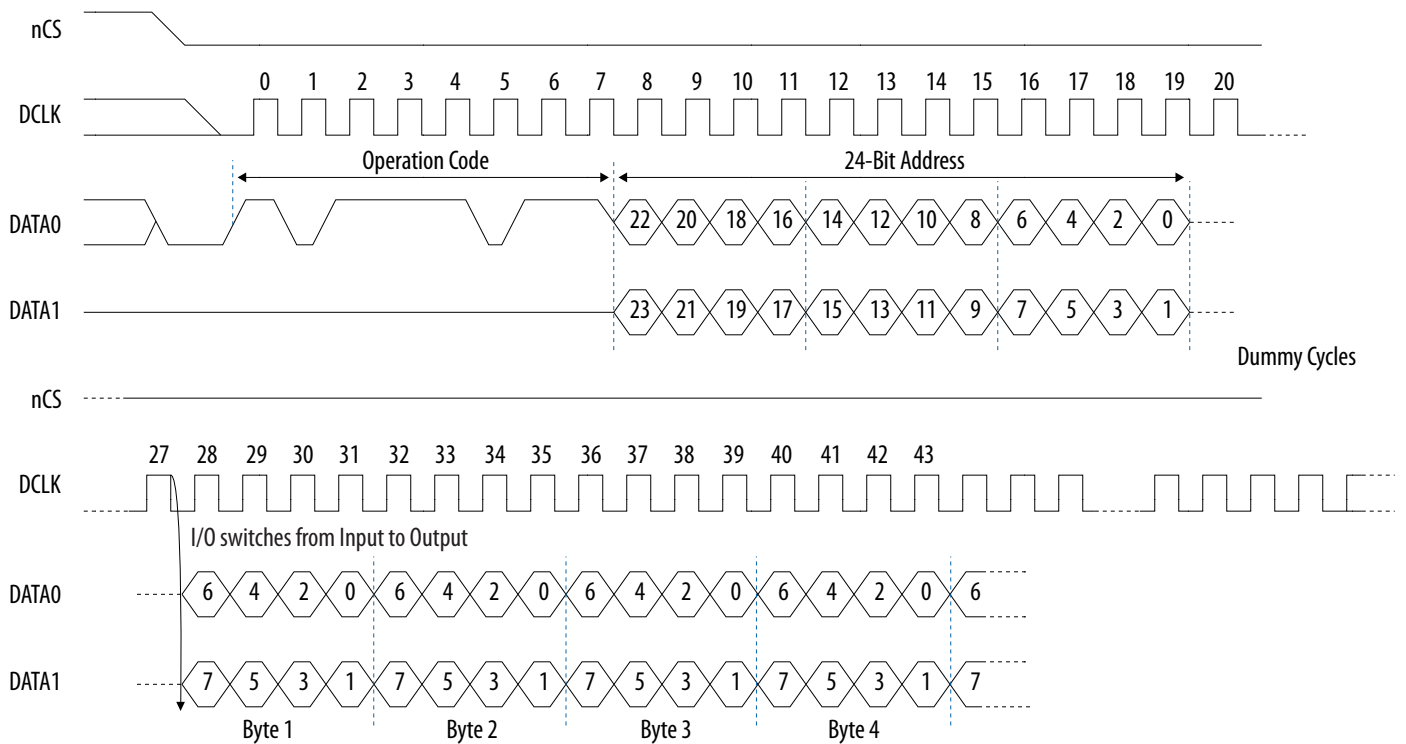 nCS
0 1 2 3 4 5 6 7 8 9 10 11 12 13 14 15 16 17 18 19 20
DCLK
Operation Code 24-Bit Address
DATA0 22 20 18 16 14 12 10 8 6 4 2 0
DATA1 23 21 19 17 15 13 11 9 7 5 3 1
Dummy Cycles
nCS
27 28 29 30 31 32 33 34 35 36 37 38 39 40 41 42 43
DCLK
I/O switches from Input to Output
DATA0 6 4 2 0 6 4 2 0 6 4 2 0 6 4 2 0 6
DATA1 7 5 3 1 7 5 3 1 7 5 3 1 7 5 3 1 7
Byte 1 Byte 2 Byte 3 Byte 4